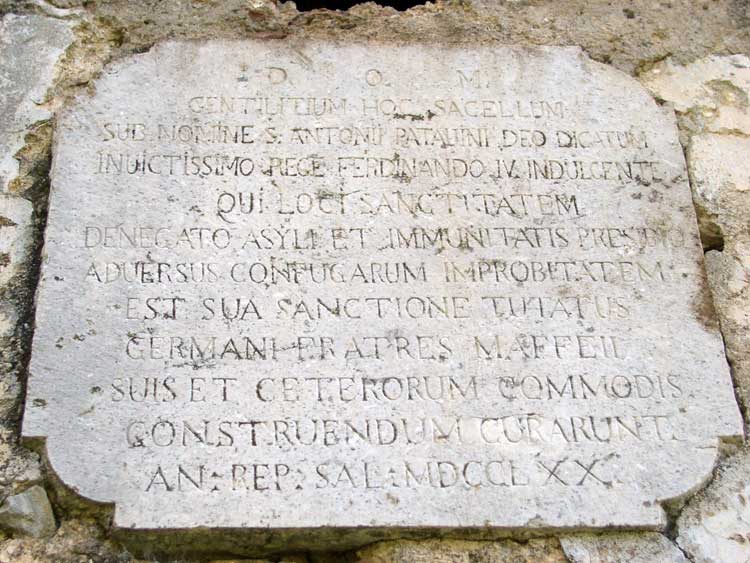 D. O. M.
GENTILITIUM HOC SACELLUM
SUB NOMINE S. ANTONII PATAUINI DEO DICATUM
INUICTISSIMO REGE FERDINANDO IV. INDULGENTE
QUI LOCI SANCTITATEM
DENEGATO ASYLI ET IMMUNITATIS PRESIDIO
ADUERSUS CONFUGARUM IMPROBITATEM
EST SUA SANCTIONE TUTATUS
GERMANI FRATRES MAFFEII
SUIS ET CETERORUM COMMODIS
CONSTRUENDUM CURARUNT.
AN: REP: SAL: MDCCLXX.